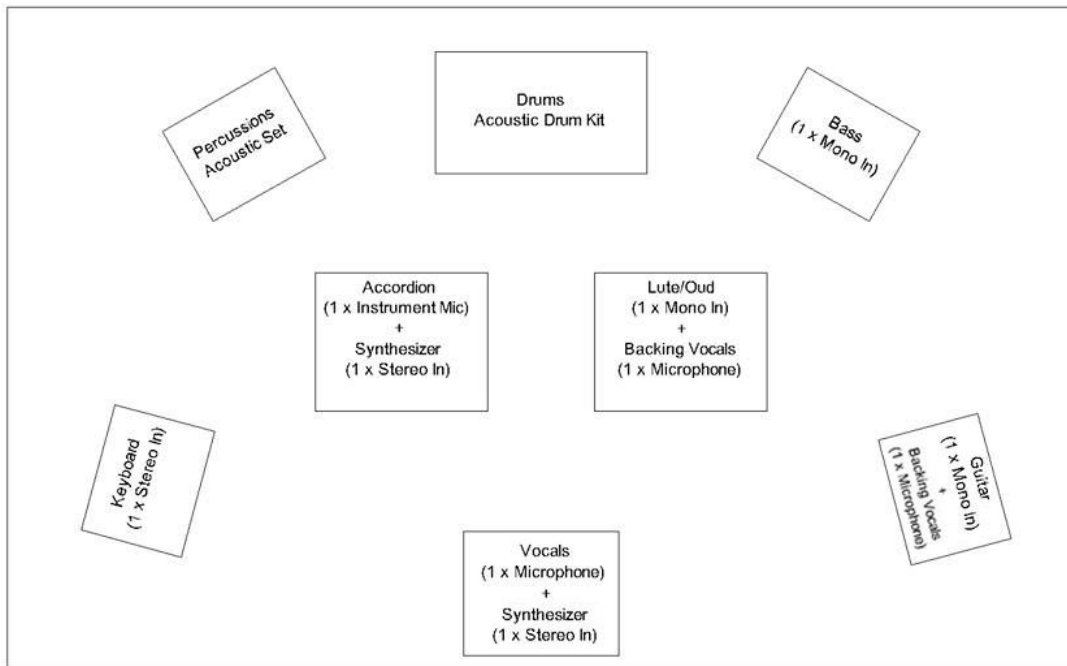 Percussions
Acoustic Set
Drums
Acoustic Drum Kit
Bass
(1 x Mono In)
Accordion
(1 x Instrument Mic)
+
Synthesizer
(1 x Stereo In)
Lute/Oud
(1 x Mono In)
+
Backing Vocals
(1 x Microphone)
Keyboard
(1 x Stereo In)
Guitar
(1 x Mono In)
+
Backing Vocals
(1 x Microphone)
Vocals
(1 x Microphone)
+
Synthesizer
(1 x Stereo In)